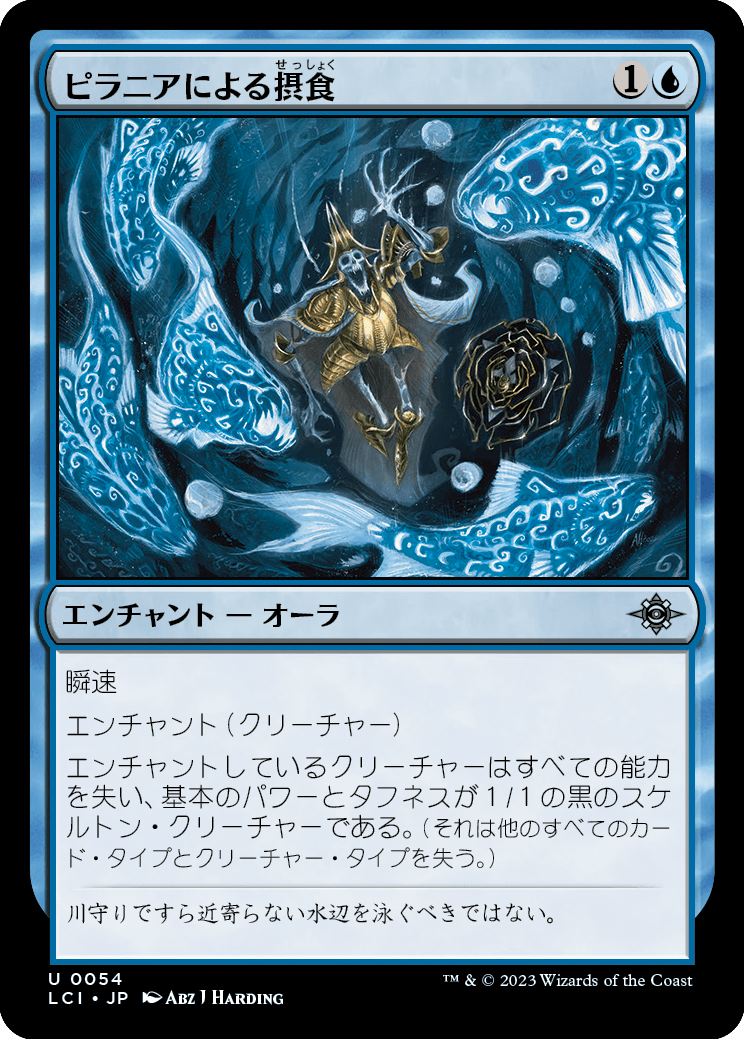 せっしょく
ピラニアによる摂食 1
エンチャント — オーラ
瞬速
エンチャント（クリーチャー）
エンチャントしているクリーチャーはすべての能力
を失い、基本のパワーとタフネスが１/１の黒のスケ
ルトン・クリーチャーである。（それは他のすべてのカー
ド・タイプとクリーチャー・タイプを失う。）
川守りですら近寄らない水辺を泳ぐべきではない。
U 0054
LCI • JP Abz J Harding
™ & © 2023 Wizards of the Coast